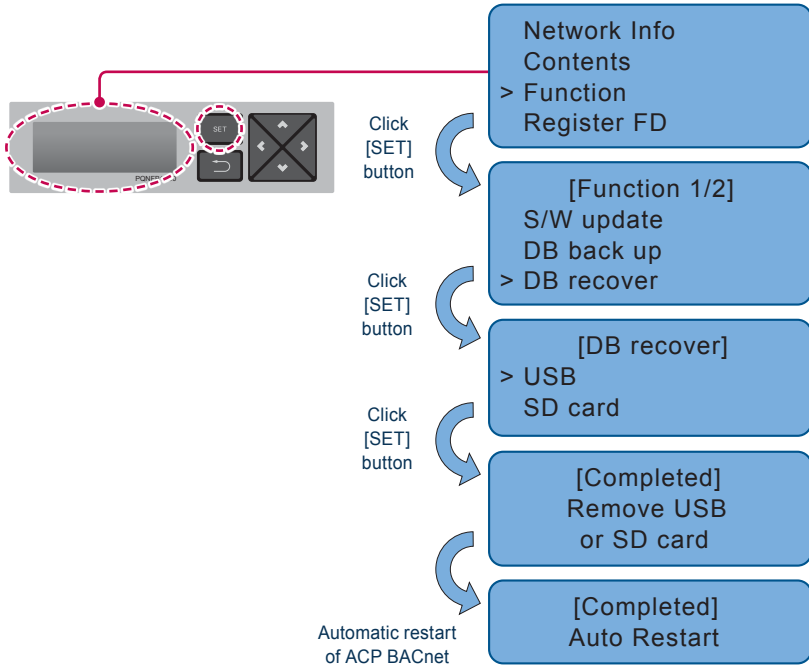 Network Info
Contents
> Function
Register FD
SET
Click
[SET]
button
[Function 1/2]
S/W update
DB back up
> DB recover
Click
[SET]
button
[DB recover]
> USB
SD card
Click
[SET]
button
[Completed]
Remove USB
or SD card
Automatic restart
of ACP BACnet
[Completed]
Auto Restart